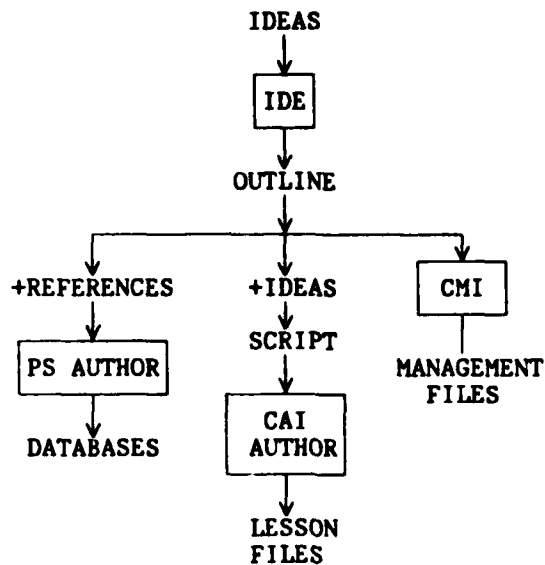 IDEAS
IDE
OUTLINE
+REFERENCES
+IDEAS
CMI
SCRIPT
PS AUTHOR
MANAGEMENT
FILES
DATABASES
CAI
AUTHOR
LESSON
FILES